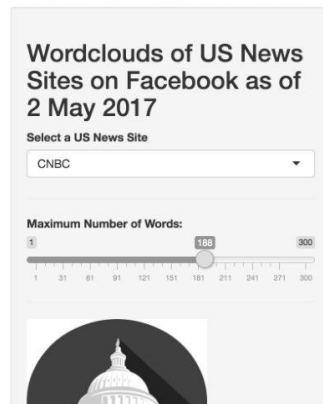 Wordclouds of US News
Sites on Facebook as of
2 May 2017
Select a US News Site
CNBC
Maximum Number of Words:
1 188 300
1 31 61 91 121 151 181 211 241 271 300